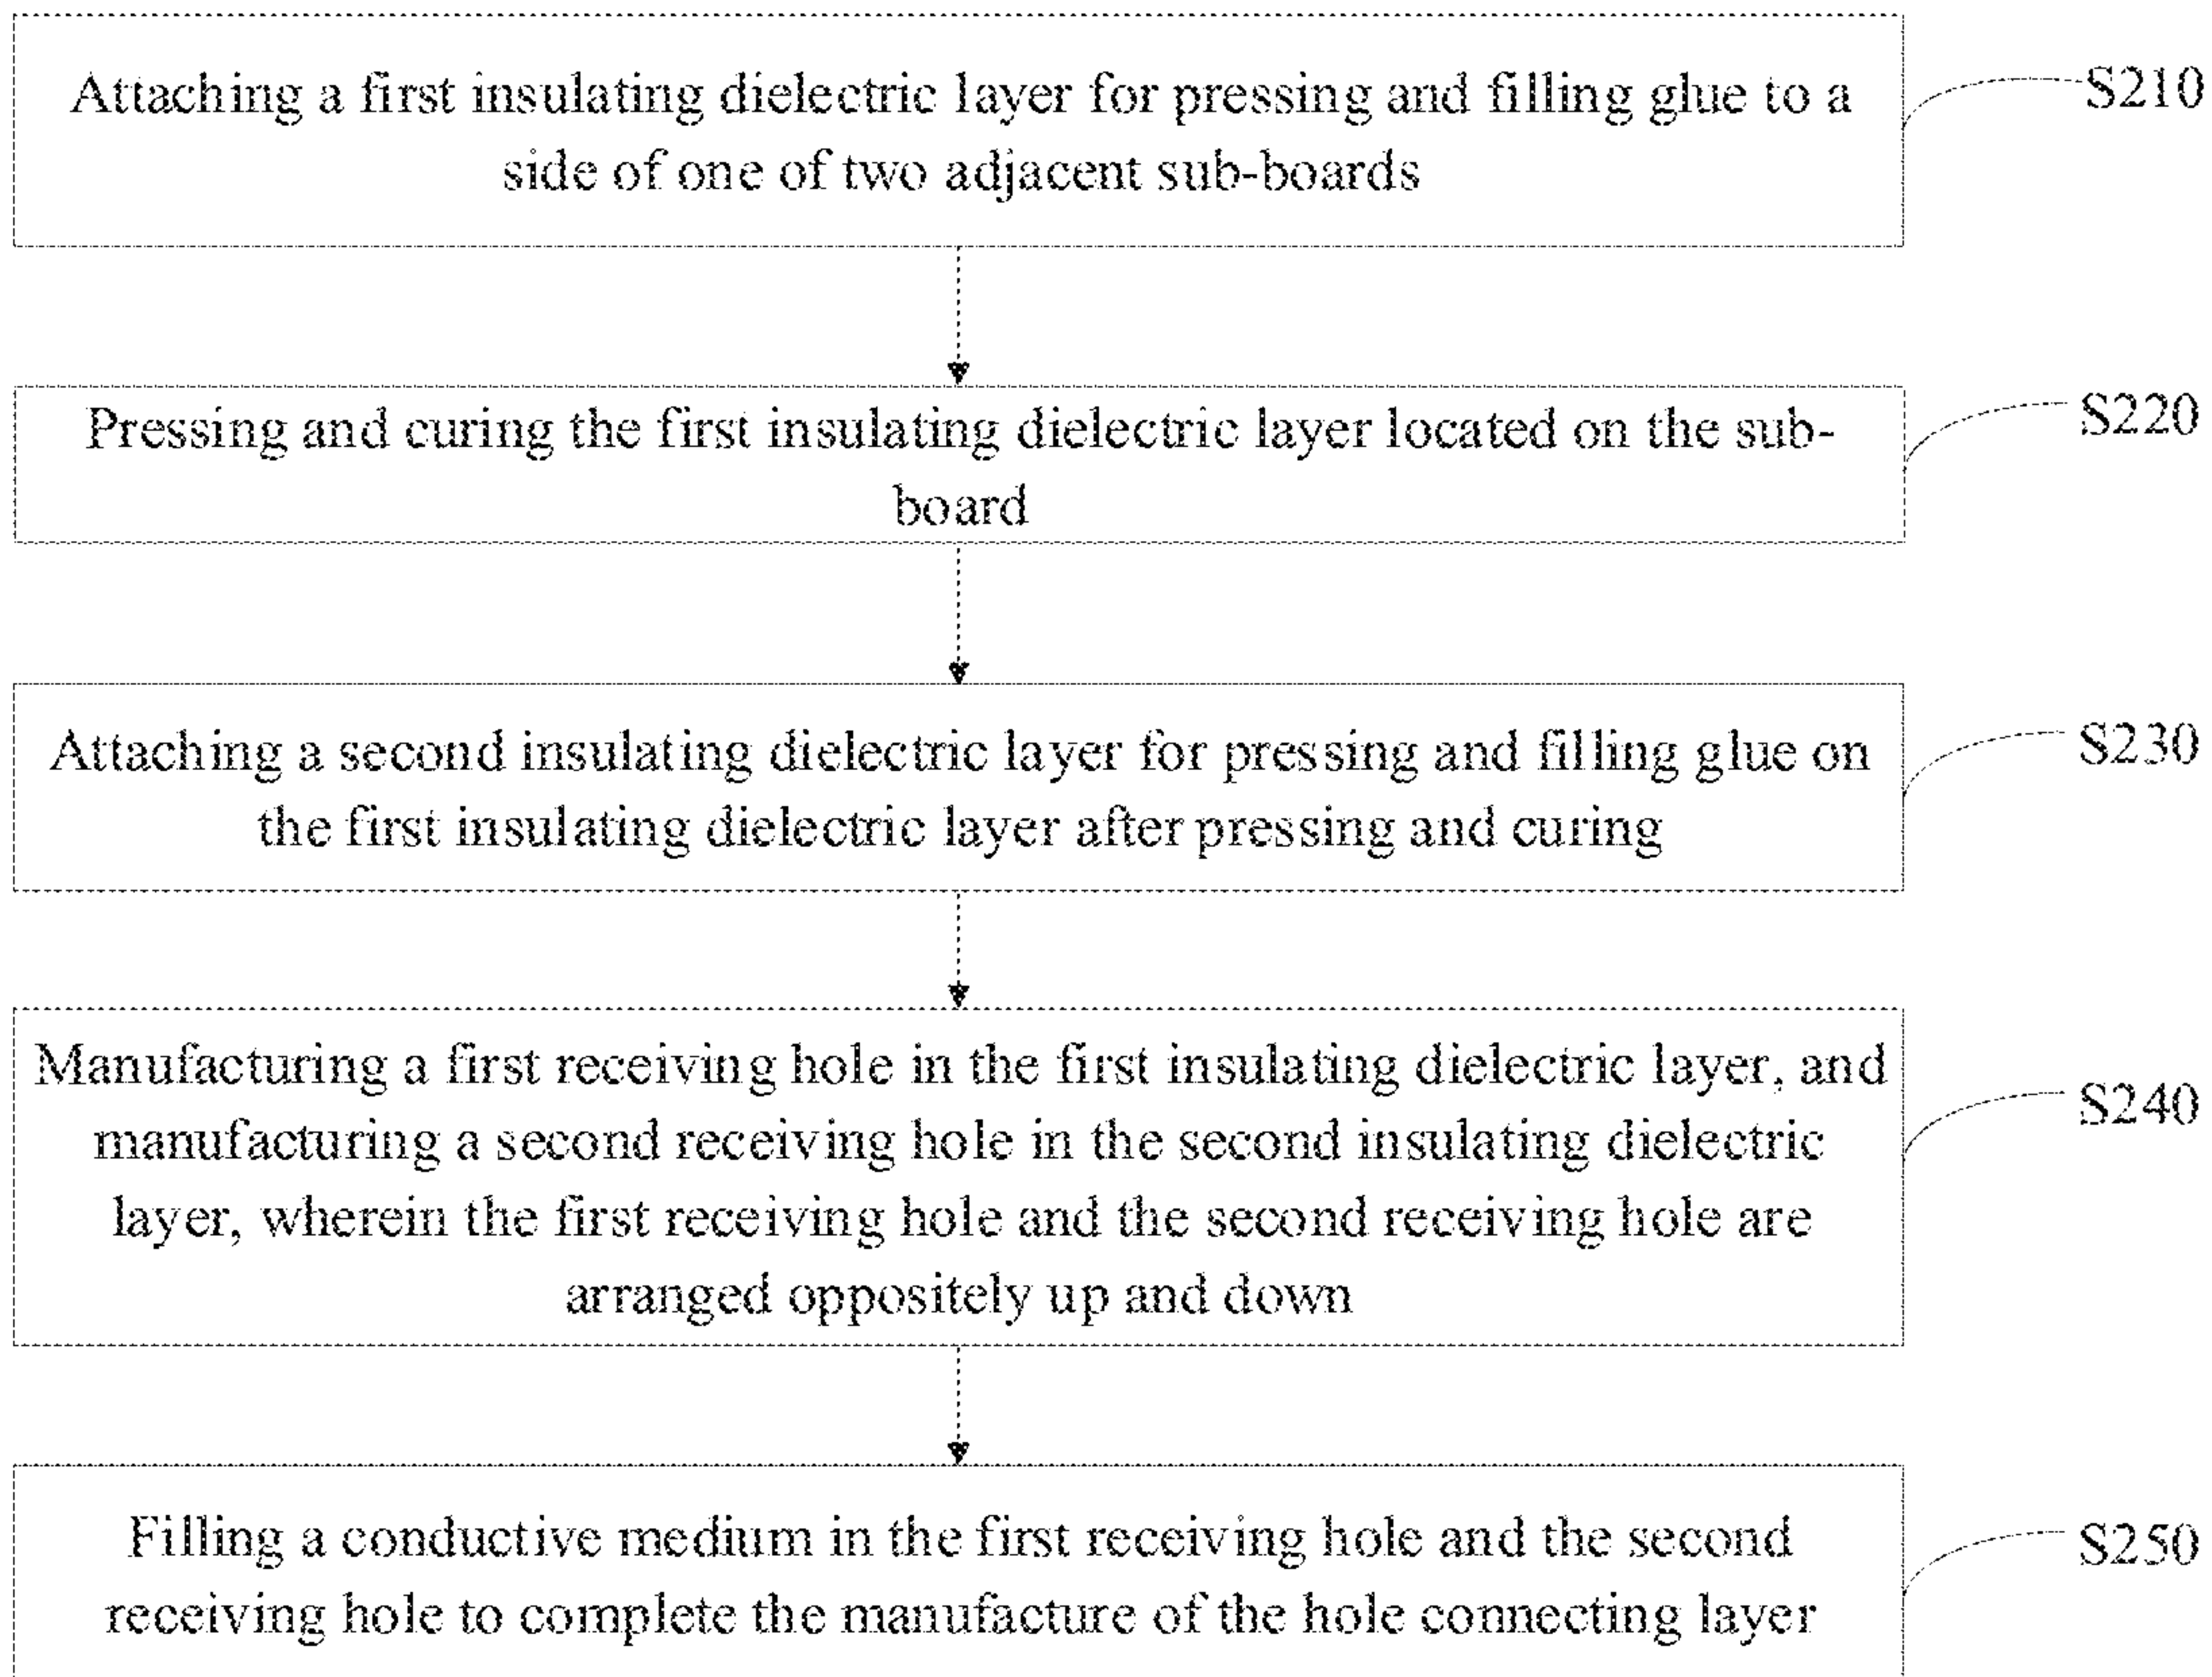 Attaching a first insulating dielectric layer for pressing and filling glue to a
side of one of two adjacent sub-boards
S210
Pressing and curing the first insulating dielectric layer located on the sub-
board
S220
Attaching a second insulating dielectric layer for pressing and filling glue on
the first insulating dielectric layer after pressing and curing
S230
Manufacturing a first receiving hole in the first insulating dielectric layer, and
manufacturing a second receiving hole in the second insulating dielectric
layer, wherein the first receiving hole and the second receiving hole are
arranged oppositely up and down
S240
Filling a conductive medium in the first receiving hole and the second
receiving hole to complete the manufacture of the hole connecting layer
S250